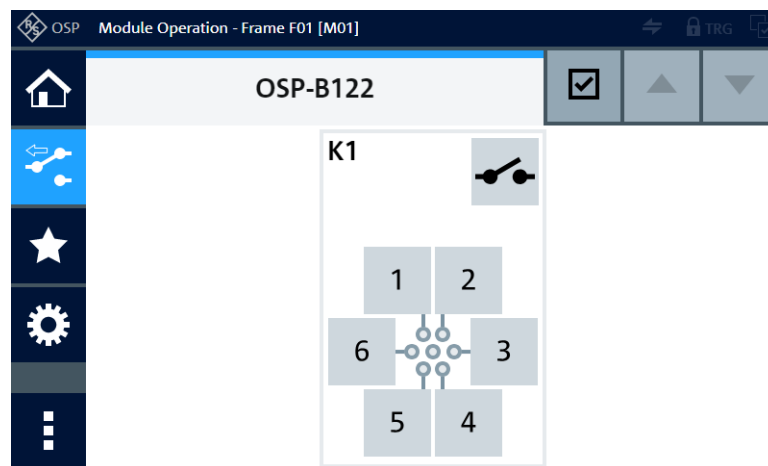 R&S OSP Module Operation - Frame F01 [M01] TRG
OSP-B122
K1
1 2
6 3
5 4